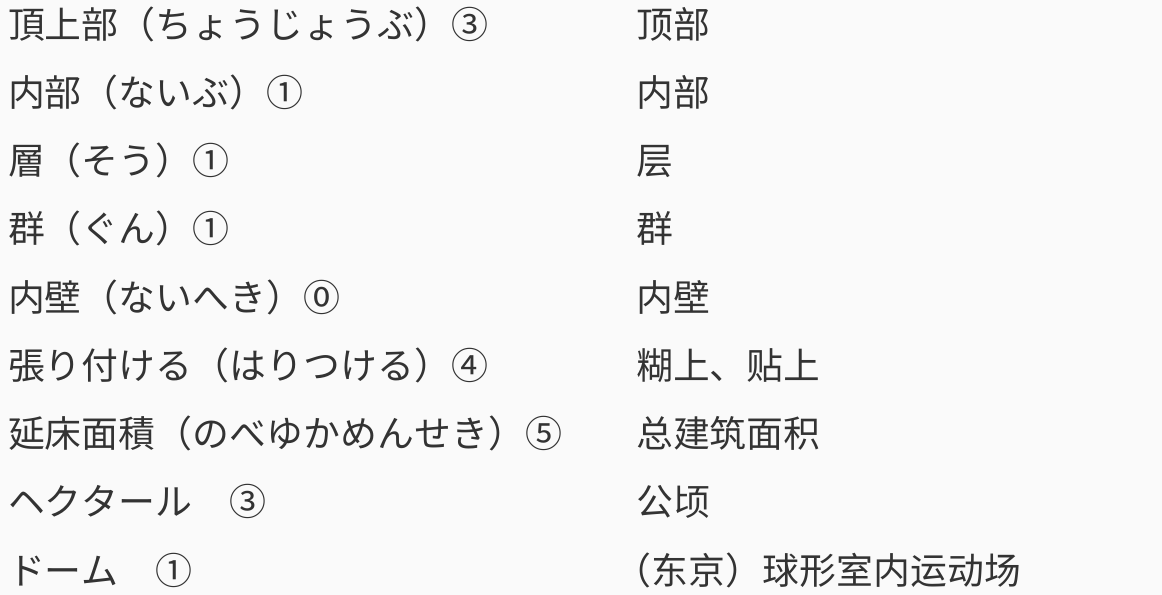 頂上部（ちょうじょうぶ）③　顶部
内部（ないぶ）①　内部
層（そう）①　层
群（ぐん）①　群
内壁（ないへき）⓪　内壁
張り付ける（はりつける）④　糊上、贴上
延床面積（のべゆかめんせき）⑤　总建筑面积
ヘクタール　③　公顷
ドーム　①　（东京）球形室内运动场